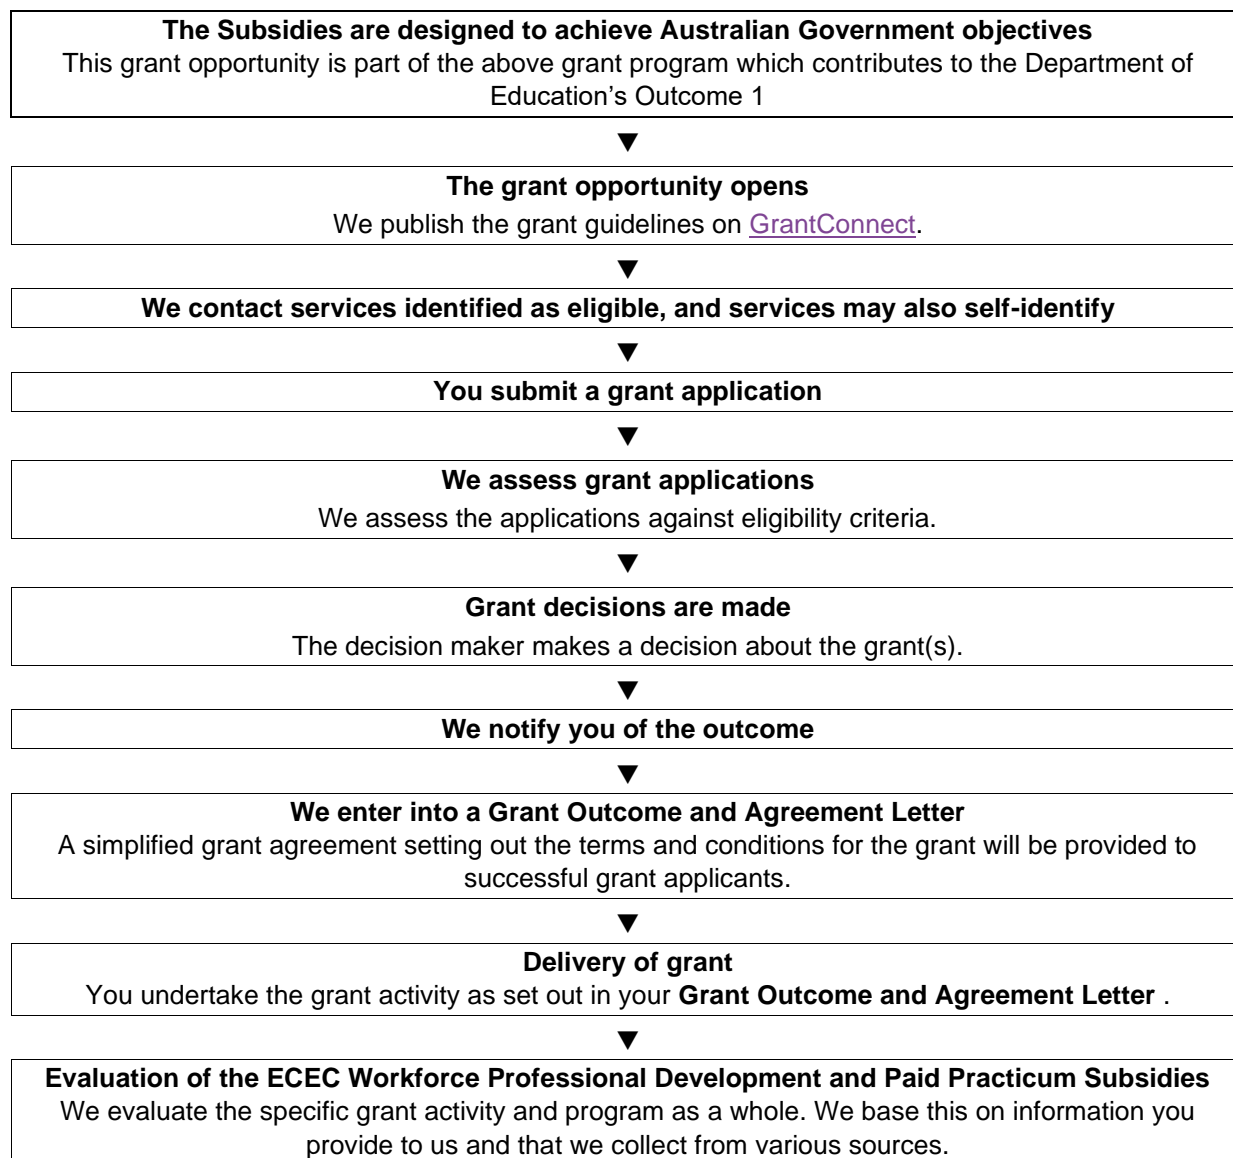 The Subsidies are designed to achieve Australian Government objectives
This grant opportunity is part of the above grant program which contributes to the Department of
Education’s Outcome 1
The grant opportunity opens
We publish the grant guidelines on GrantConnect.
We contact services identified as eligible, and services may also self-identify
You submit a grant application
We assess grant applications
We assess the applications against eligibility criteria.
Grant decisions are made
The decision maker makes a decision about the grant(s).
We notify you of the outcome
We enter into a Grant Outcome and Agreement Letter
A simplified grant agreement setting out the terms and conditions for the grant will be provided to
successful grant applicants.
Delivery of grant
You undertake the grant activity as set out in your Grant Outcome and Agreement Letter .
Evaluation of the ECEC Workforce Professional Development and Paid Practicum Subsidies
We evaluate the specific grant activity and program as a whole. We base this on information you
provide to us and that we collect from various sources.